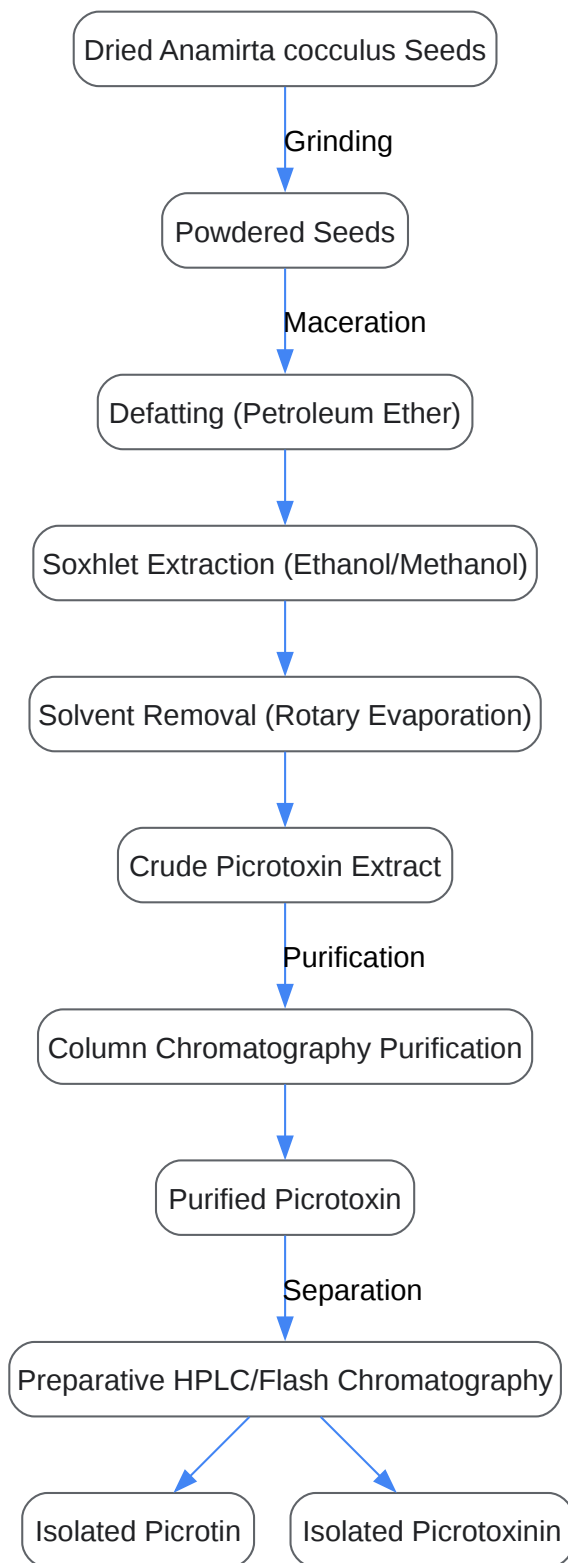 Dried Anamirta cocculus Seeds
Grinding
Powdered Seeds
Maceration
Defatting (Petroleum Ether)
Soxhlet Extraction (Ethanol/Methanol)
Solvent Removal (Rotary Evaporation)
Crude Picrotoxin Extract
Purification
Column Chromatography Purification
Purified Picrotoxin
Separation
Preparative HPLC/Flash Chromatography
Isolated Picrotin
Isolated Picrotoxinin